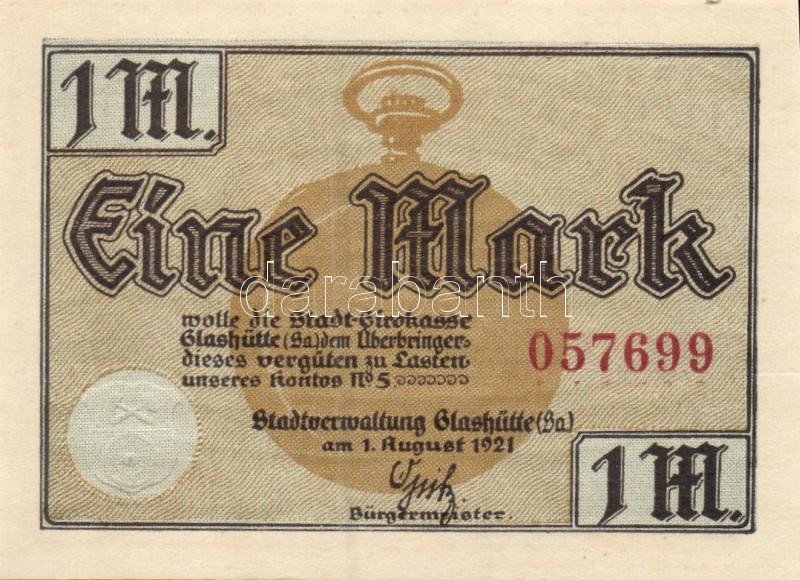 1 M.
Eine Mark
darabanth
wolle die Stadt-Girokasse
Glashütte (Sa) dem Überbringer
dieses vergüten zu Lasten
unseres Kontos No 5
057699
Stadtverwaltung Glashütte (Sa)
am 1. August 1921
Bürgermeister.
1 M.